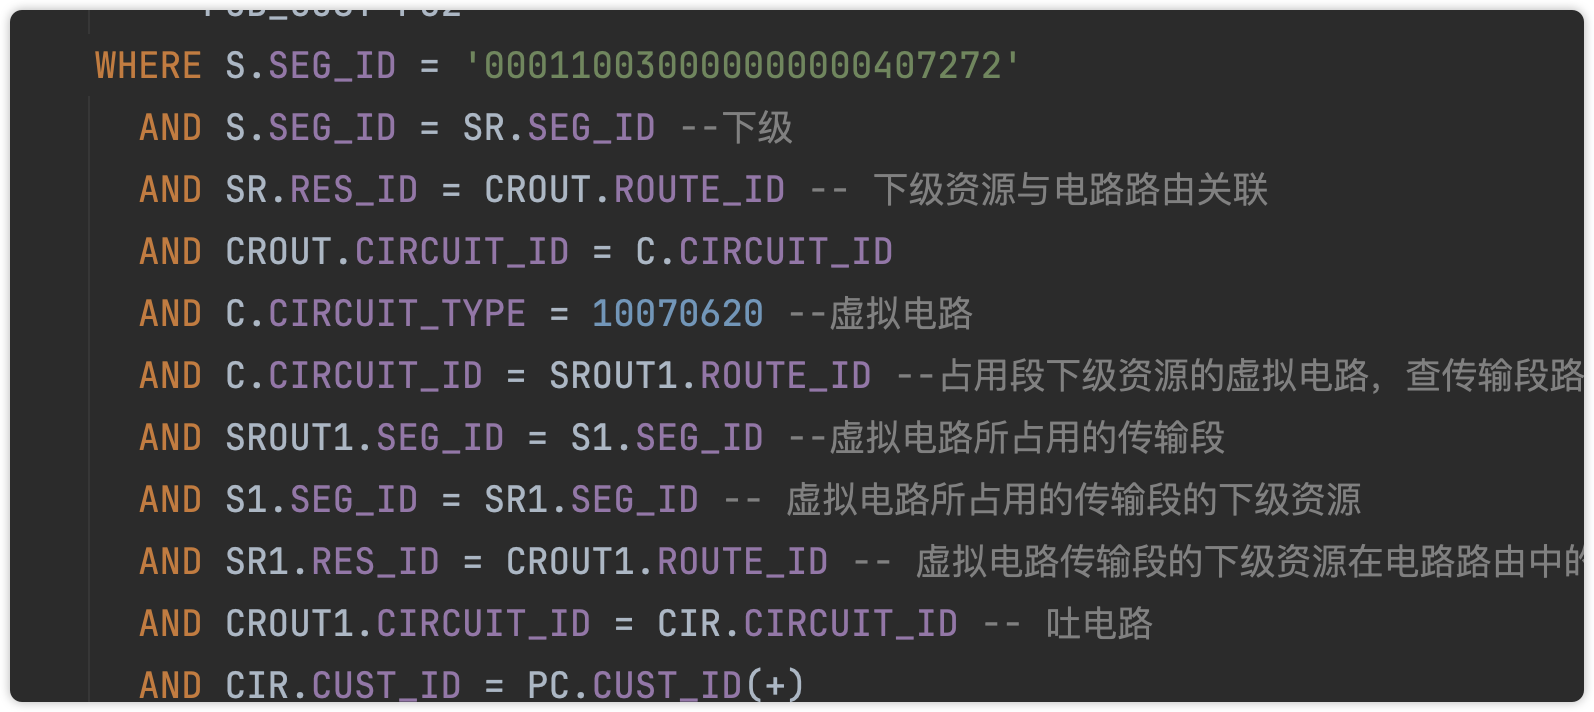 WHERE S.SEG_ID = '000110030000000000407272'
AND S.SEG_ID = SR.SEG_ID --下级
AND SR.RES_ID = CROUT.ROUTE_ID -- 下级资源与电路路由关联
AND CROUT.CIRCUIT_ID = C.CIRCUIT_ID
AND C.CIRCUIT_TYPE = 10070620 --虚拟电路
AND C.CIRCUIT_ID = SROUT1.ROUTE_ID --占用段下级资源的虚拟电路，查传输段路
AND SROUT1.SEG_ID = S1.SEG_ID --虚拟电路所占用的传输段
AND S1.SEG_ID = SR1.SEG_ID -- 虚拟电路所占用的传输段的下级资源
AND SR1.RES_ID = CROUT1.ROUTE_ID -- 虚拟电路传输段的下级资源在电路路由中的
AND CROUT1.CIRCUIT_ID = CIR.CIRCUIT_ID -- 吐电路
AND CIR.CUST_ID = PC.CUST_ID(+)